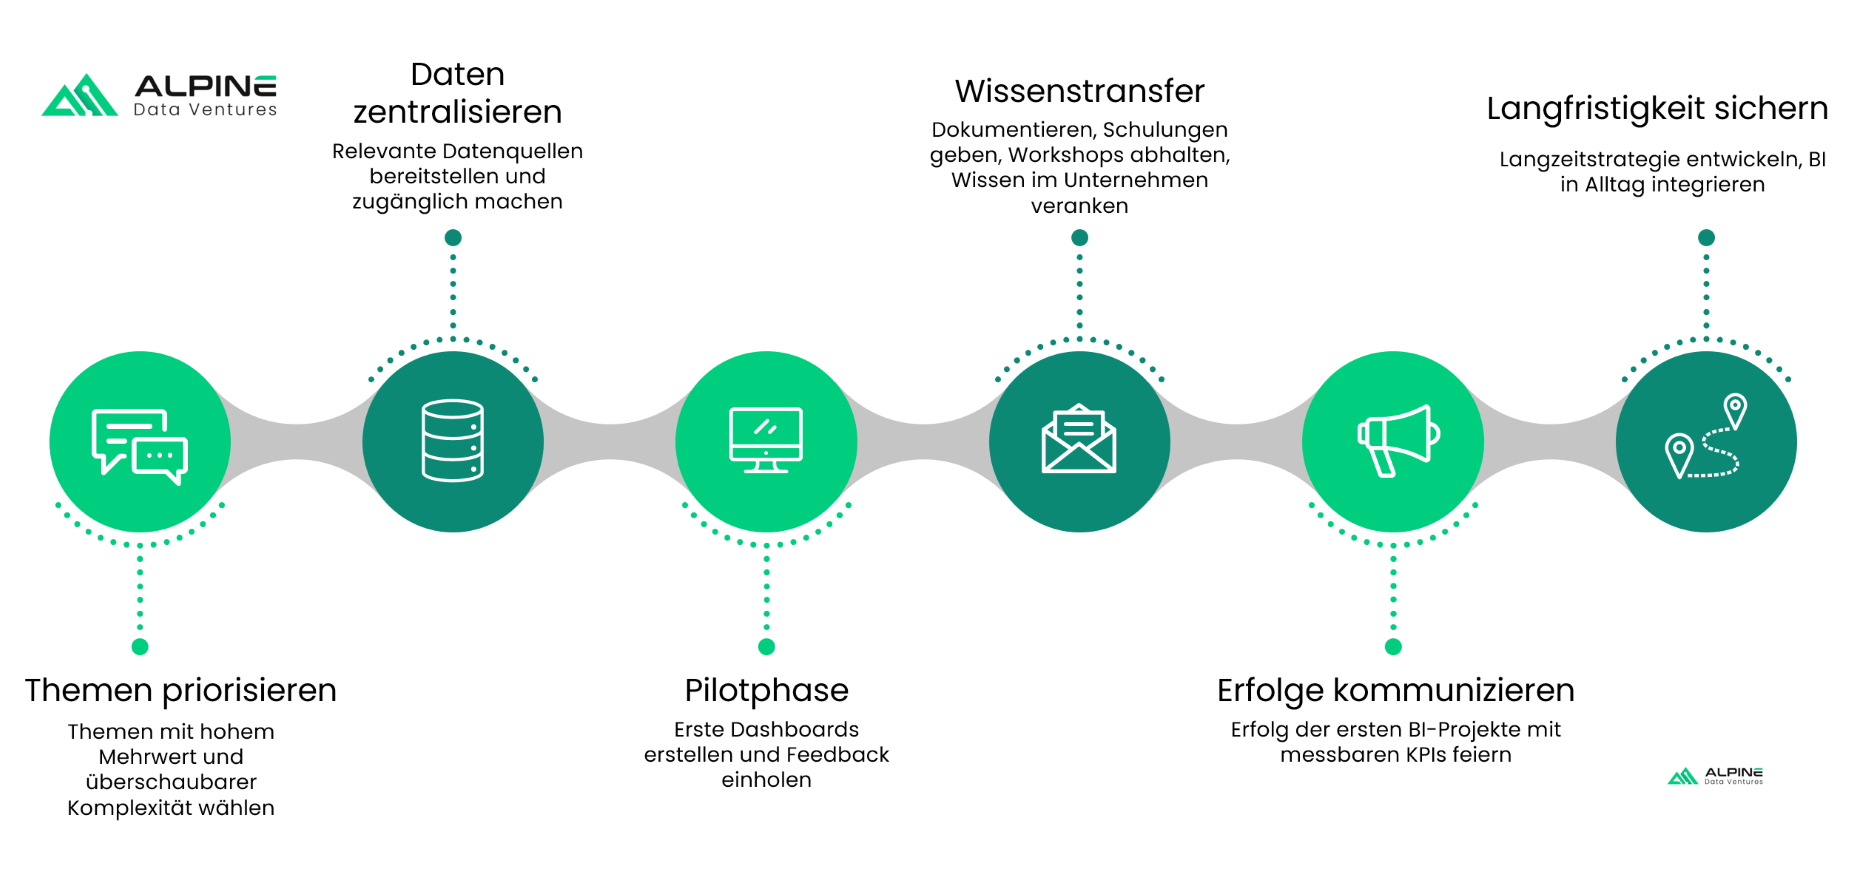 ALPINE
Data Ventures
Daten
zentralisieren
Relevante Datenquellen
bereitstellen und
zugänglich machen
Wissenstransfer
Dokumentieren, Schulungen
geben, Workshops abhalten,
Wissen im Unternehmen
veranken
Langfristigkeit sichern
Langzeitstrategie entwickeln, BI
in Alltag integrieren
Themen priorisieren
Themen mit hohem
Mehrwert und
überschaubarer
Komplexität wählen
Pilotphase
Erste Dashboards
erstellen und Feedback
einholen
Erfolge kommunizieren
Erfolg der ersten BI-Projekte mit
messbaren KPIs feiern
ALPINE
Data Ventures